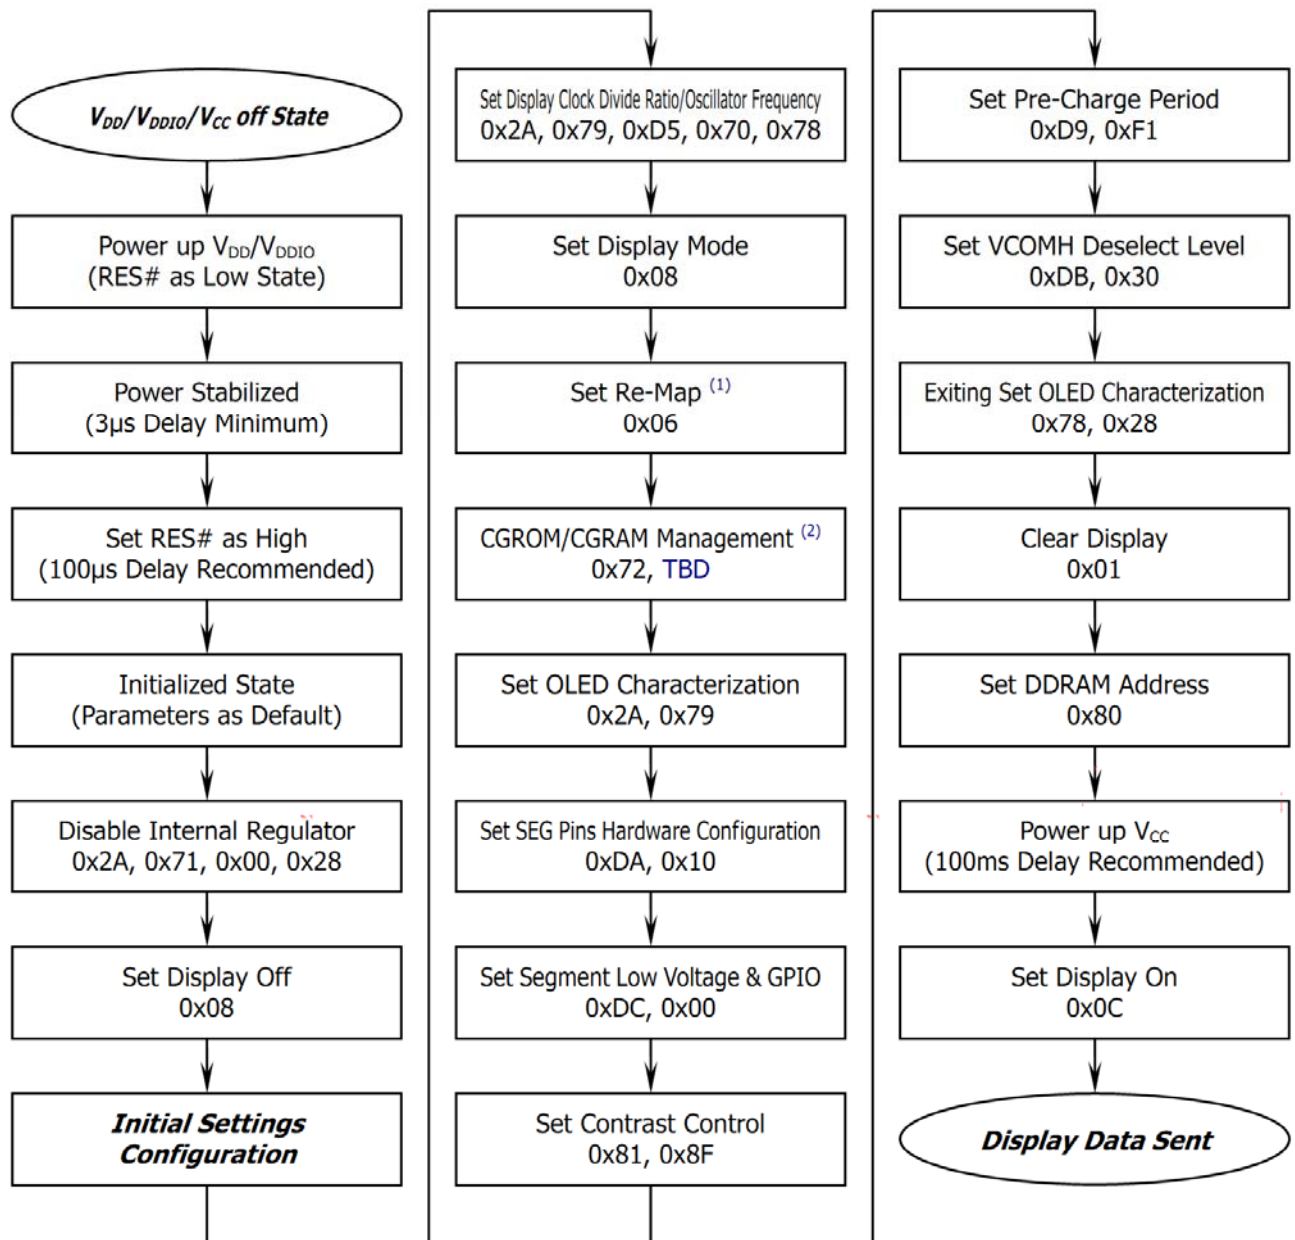 V_DD/V_DDIO/V_CC off State
Power up V_DD/V_DDIO
(RES# as Low State)
Power Stabilized
(3µs Delay Minimum)
Set RES# as High
(100µs Delay Recommended)
Initialized State
(Parameters as Default)
Disable Internal Regulator
0x2A, 0x71, 0x00, 0x28
Set Display Off
0x08
Initial Settings
Configuration
Set Display Clock Divide Ratio/Oscillator Frequency
0x2A, 0x79, 0xD5, 0x70, 0x78
Set Display Mode
0x08
Set Re-Map (1)
0x06
CGROM/CGRAM Management (2)
0x72, TBD
Set OLED Characterization
0x2A, 0x79
Set SEG Pins Hardware Configuration
0xDA, 0x10
Set Segment Low Voltage & GPIO
0xDC, 0x00
Set Contrast Control
0x81, 0x8F
Set Pre-Charge Period
0xD9, 0xF1
Set VCOMH Deselect Level
0xDB, 0x30
Exiting Set OLED Characterization
0x78, 0x28
Clear Display
0x01
Set DDRAM Address
0x80
Power up V_CC
(100ms Delay Recommended)
Set Display On
0x0C
Display Data Sent